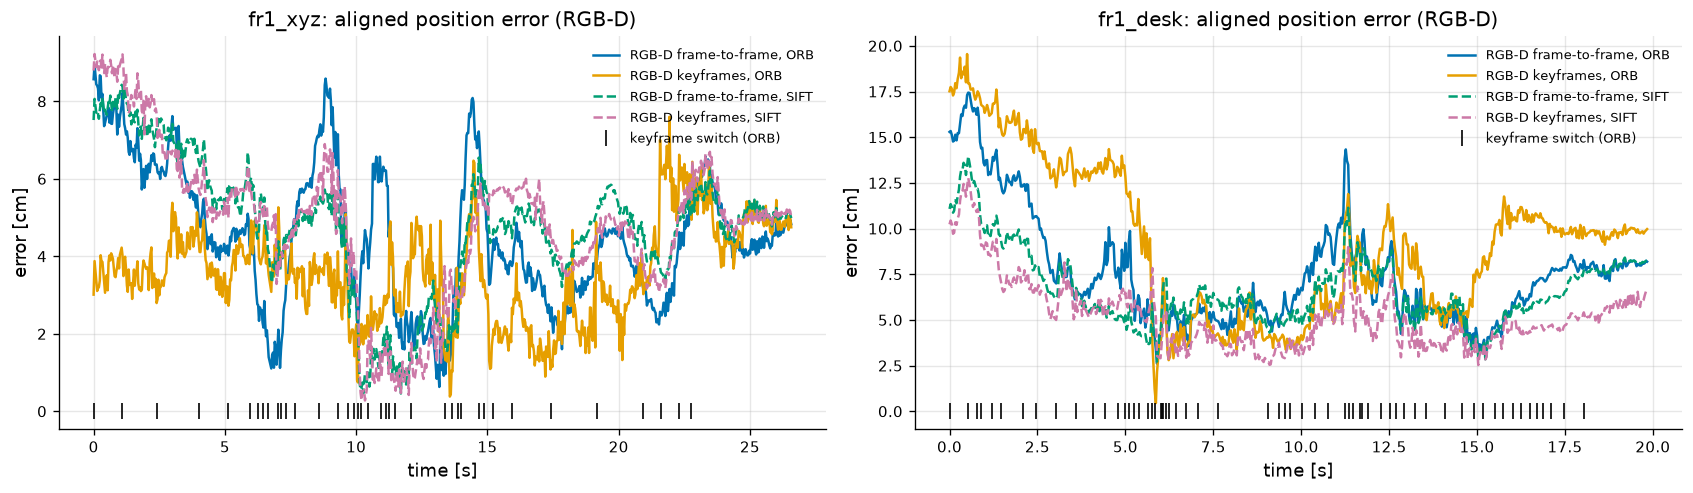 fr1_xyz: aligned position error (RGB-D)
RGB-D frame-to-frame, ORB
RGB-D keyframes, ORB
RGB-D frame-to-frame, SIFT
RGB-D keyframes, SIFT
keyframe switch (ORB)
error [cm]
8
6
4
2
0
0 5 10 15 20 25
time [s]
fr1_desk: aligned position error (RGB-D)
RGB-D frame-to-frame, ORB
RGB-D keyframes, ORB
RGB-D frame-to-frame, SIFT
RGB-D keyframes, SIFT
keyframe switch (ORB)
error [cm]
20.0
17.5
15.0
12.5
10.0
7.5
5.0
2.5
0.0
0.0 2.5 5.0 7.5 10.0 12.5 15.0 17.5 20.0
time [s]